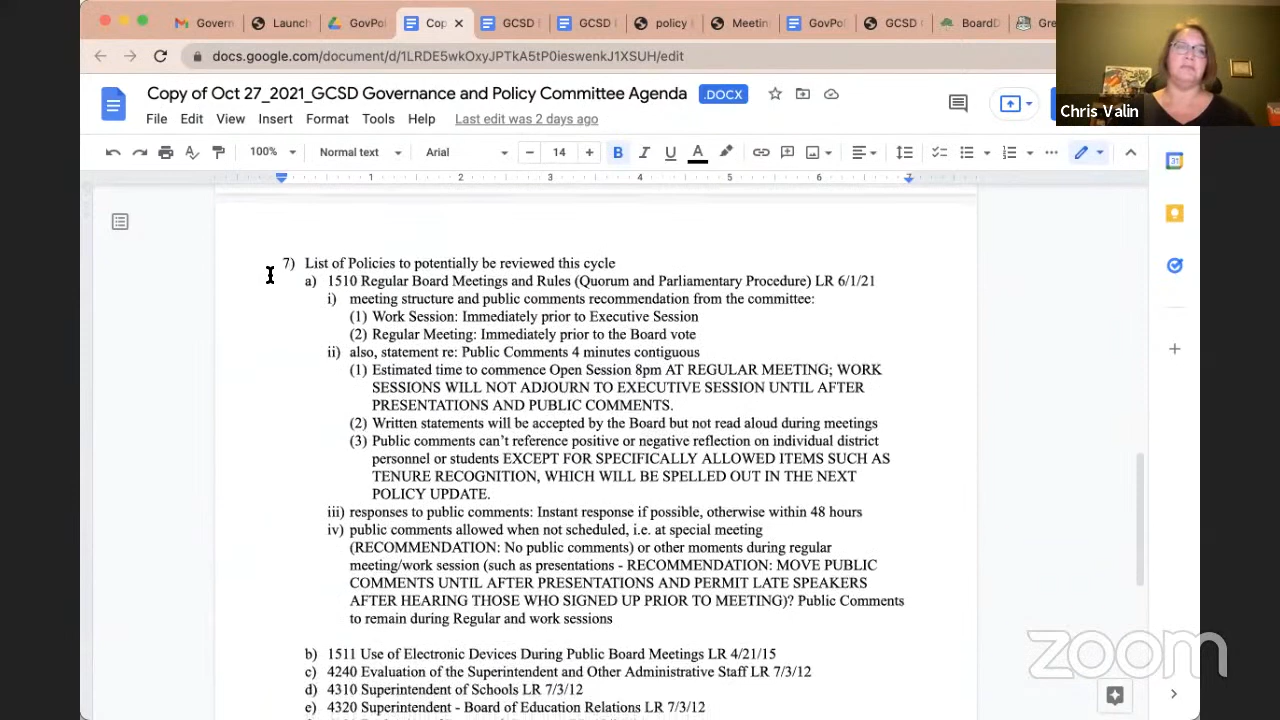 Govern
Launch
GovPol
Cop
GCSD
GCSD
policy
Meetin
GovPol
GCSD
BoardD
Gre
docs.google.com/document/d/1LRDE5wkOxyJPTkA5tP0ieswenkJ1XSUH/edit
Chris Valin
Copy of Oct 27_2021_GCSD Governance and Policy Committee Agenda
.DOCX
File Edit View Insert Format Tools Help Last edit was 2 days ago
100% Normal text Arial 14 B I U A
1 2 3 4 5 6 7
7) List of Policies to potentially be reviewed this cycle
a) 1510 Regular Board Meetings and Rules (Quorum and Parliamentary Procedure) LR 6/1/21
i) meeting structure and public comments recommendation from the committee:
(1) Work Session: Immediately prior to Executive Session
(2) Regular Meeting: Immediately prior to the Board vote
ii) also, statement re: Public Comments 4 minutes contiguous
(1) Estimated time to commence Open Session 8pm AT REGULAR MEETING; WORK
SESSIONS WILL NOT ADJOURN TO EXECUTIVE SESSION UNTIL AFTER
PRESENTATIONS AND PUBLIC COMMENTS.
(2) Written statements will be accepted by the Board but not read aloud during meetings
(3) Public comments can't reference positive or negative reflection on individual district
personnel or students EXCEPT FOR SPECIFICALLY ALLOWED ITEMS SUCH AS
TENURE RECOGNITION, WHICH WILL BE SPELLED OUT IN THE NEXT
POLICY UPDATE.
iii) responses to public comments: Instant response if possible, otherwise within 48 hours
iv) public comments allowed when not scheduled, i.e. at special meeting
(RECOMMENDATION: No public comments) or other moments during regular
meeting/work session (such as presentations - RECOMMENDATION: MOVE PUBLIC
COMMENTS UNTIL AFTER PRESENTATIONS AND PERMIT LATE SPEAKERS
AFTER HEARING THOSE WHO SIGNED UP PRIOR TO MEETING)? Public Comments
to remain during Regular and work sessions
b) 1511 Use of Electronic Devices During Public Board Meetings LR 4/21/15
c) 4240 Evaluation of the Superintendent and Other Administrative Staff LR 7/3/12
d) 4310 Superintendent of Schools LR 7/3/12
e) 4320 Superintendent - Board of Education Relations LR 7/3/12
zoom